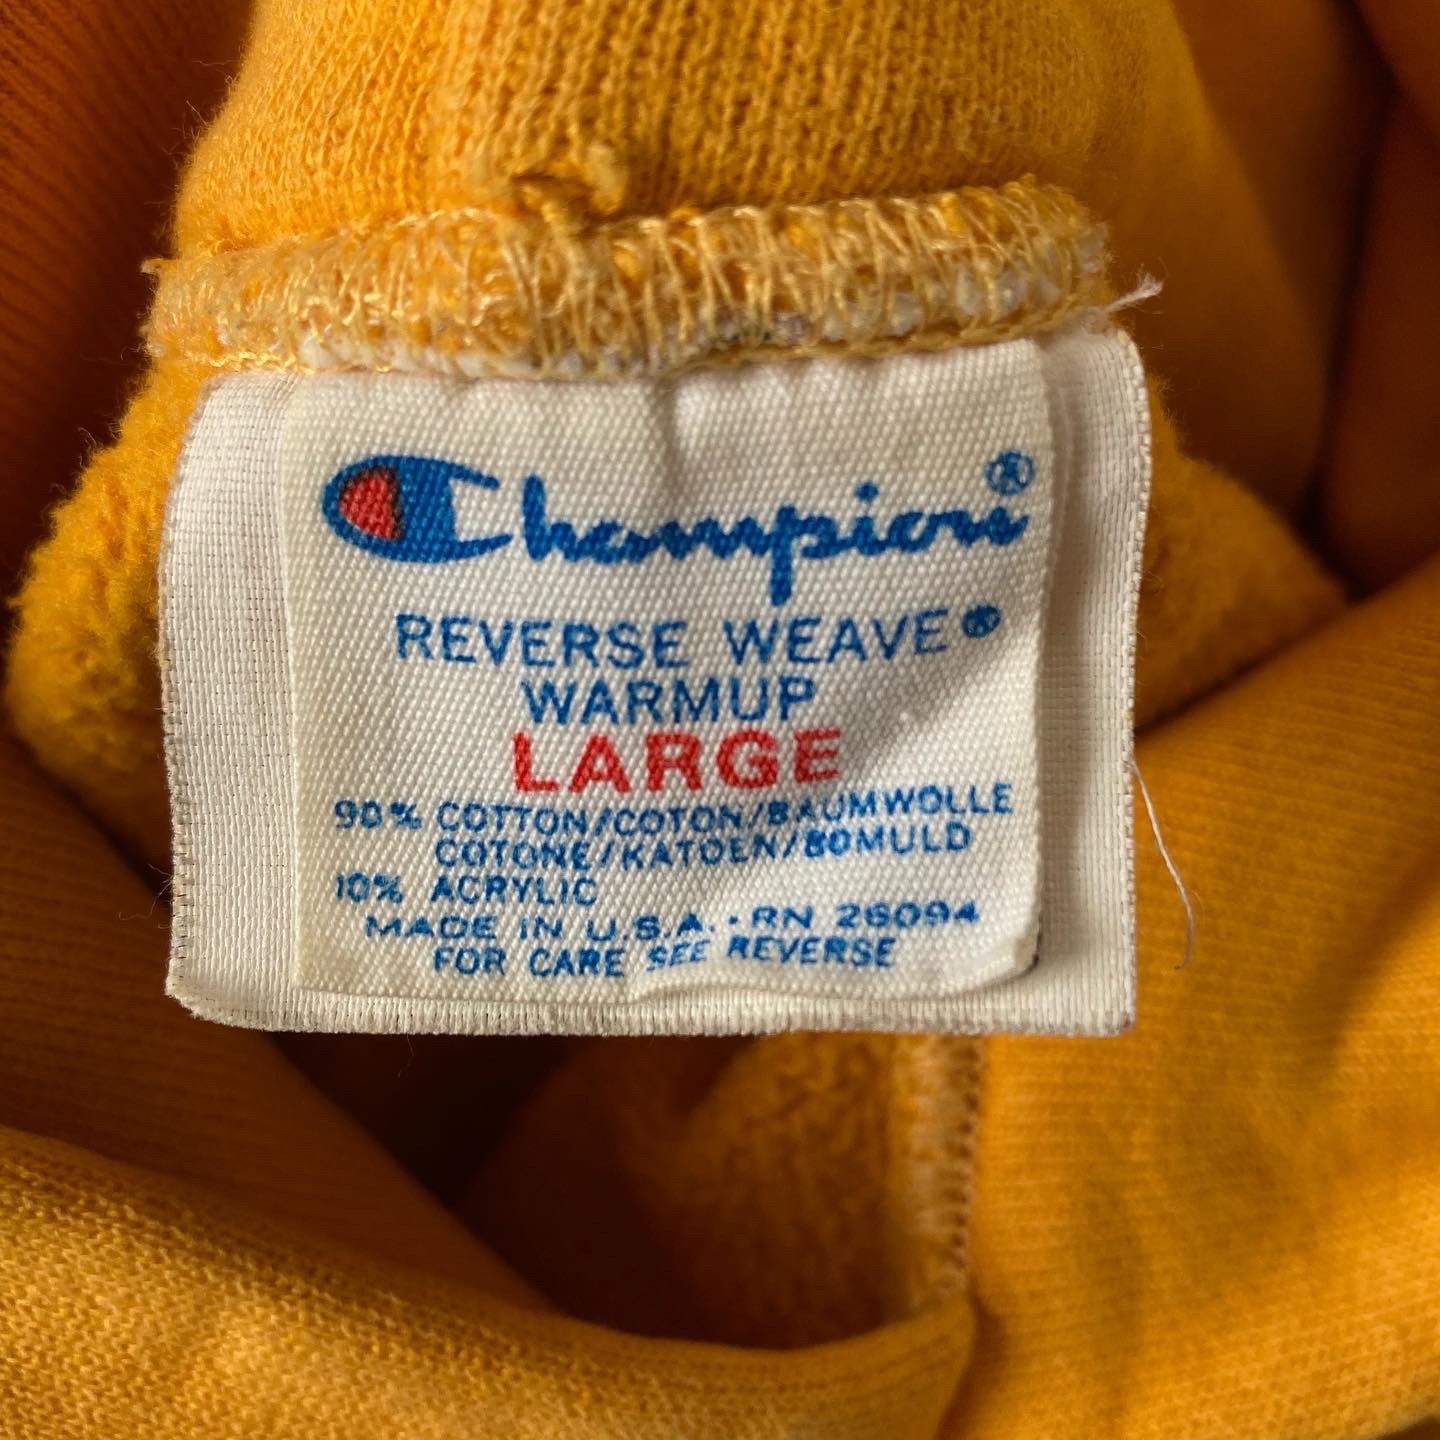 Champion®
REVERSE WEAVE®
WARMUP
LARGE
90% COTTON/COTON/BAUMWOLLE
COTONE/KATOEN/BOMULD
10% ACRYLIC
MADE IN U.S.A. · RN 26094
FOR CARE SEE REVERSE